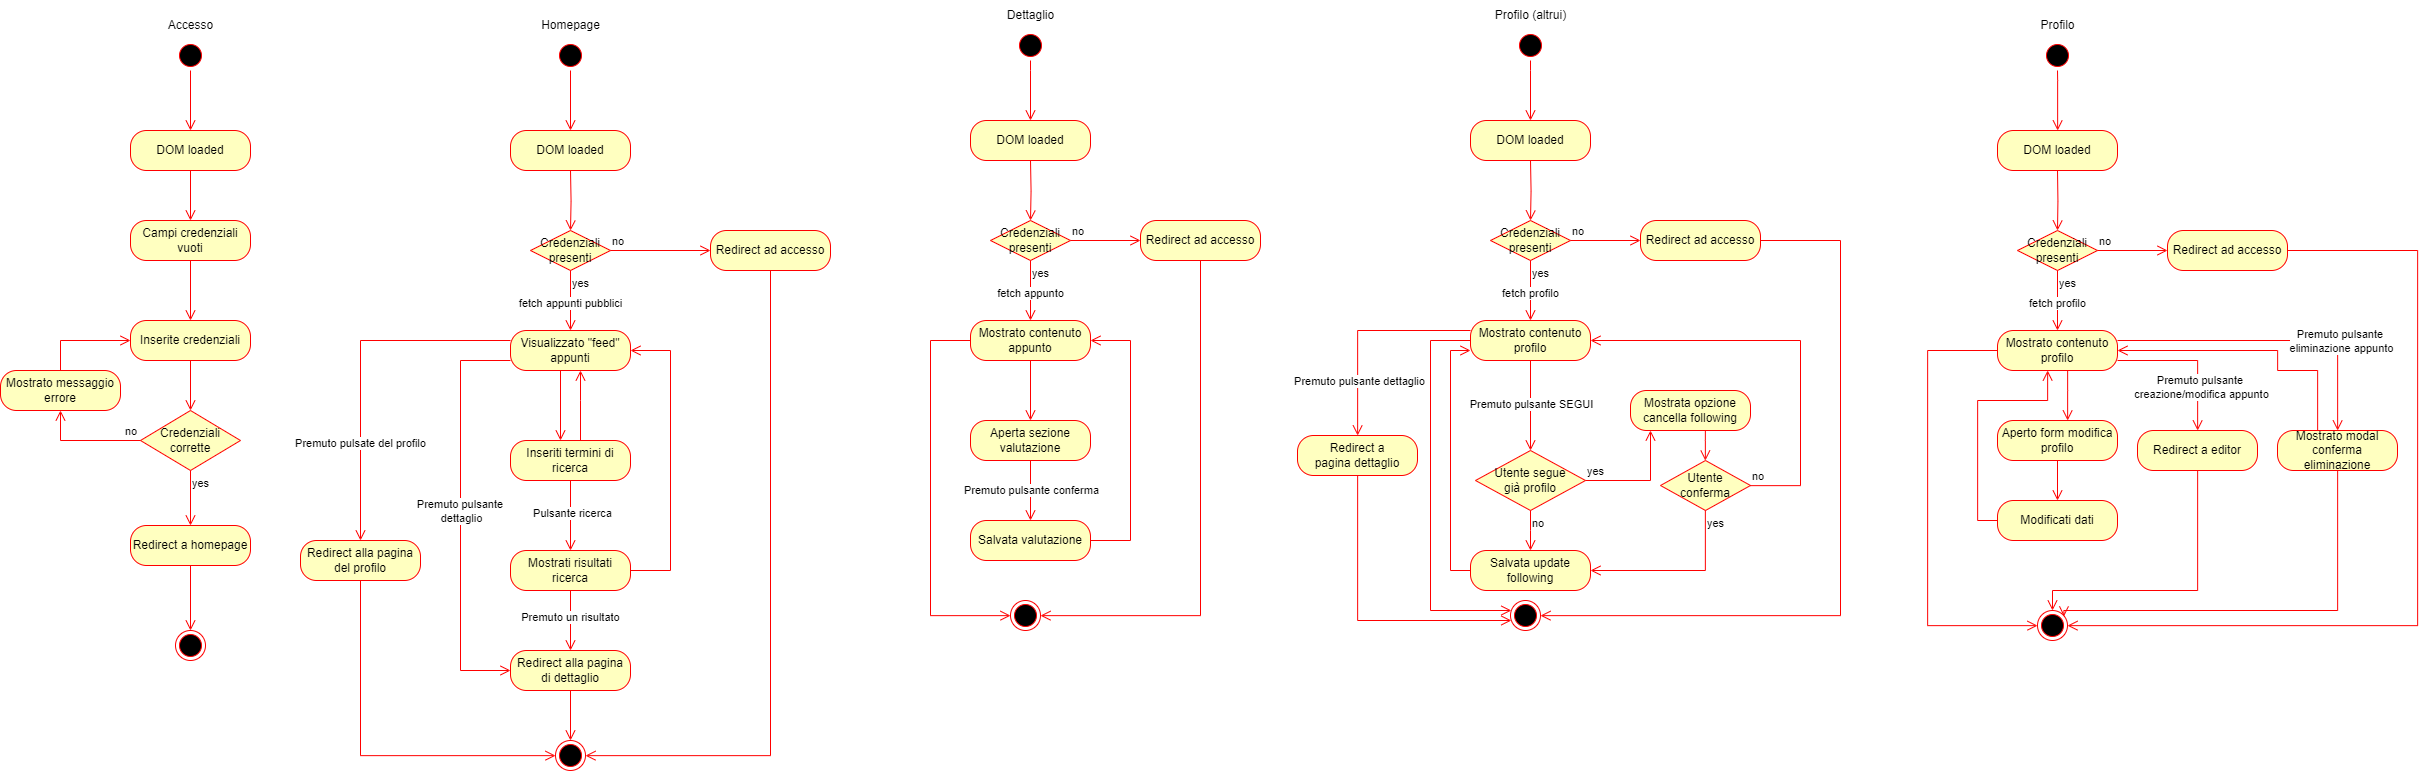 Accesso
DOM loaded
Campi credenziali
vuoti
Inserite credenziali
Mostrato messaggio
errore
no
Credenziali
corrette
yes
Redirect a homepage
Homepage
DOM loaded
Credenziali
presenti
no
Redirect ad accesso
yes
fetch appunti pubblici
Visualizzato "feed"
appunti
Premuto pulsate del profilo
Inseriti termini di
ricerca
Premuto pulsante
dettaglio
Pulsante ricerca
Redirect alla pagina
del profilo
Mostrati risultati
ricerca
Premuto un risultato
Redirect alla pagina
di dettaglio
Dettaglio
DOM loaded
Credenziali
presenti
no
Redirect ad accesso
yes
fetch appunto
Mostrato contenuto
appunto
Aperta sezione
valutazione
Premuto pulsante conferma
Salvata valutazione
Profilo (altrui)
DOM loaded
Credenziali
presenti
no
Redirect ad accesso
yes
fetch profilo
Mostrato contenuto
profilo
Premuto pulsante dettaglio
Premuto pulsante SEGUI
Mostrata opzione
cancella following
Redirect a
pagina dettaglio
Utente segue
già profilo
yes
Utente
conferma
no
no
yes
Salvata update
following
Profilo
DOM loaded
Credenziali
presenti
no
Redirect ad accesso
yes
fetch profilo
Mostrato contenuto
profilo
Premuto pulsante
eliminazione appunto
Premuto pulsante
creazione/modifica appunto
Aperto form modifica
profilo
Redirect a editor
Mostrato modal
conferma
eliminazione
Modificati dati